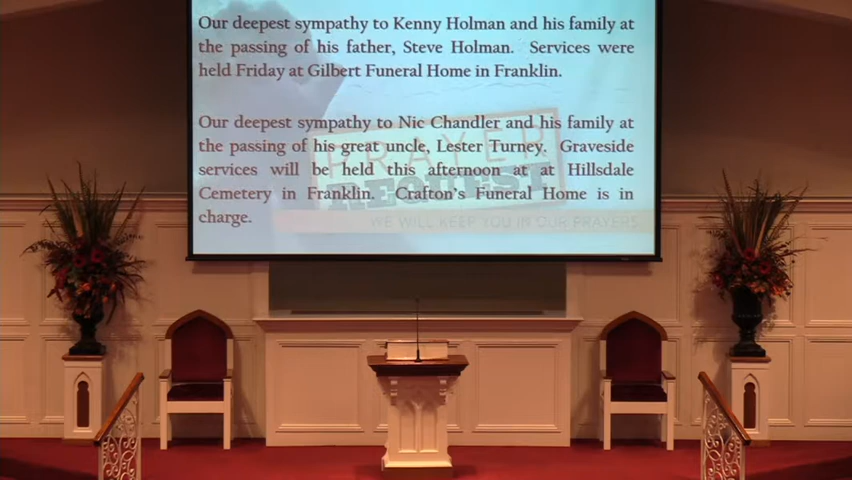 Our deepest sympathy to Kenny Holman and his family at
the passing of his father, Steve Holman. Services were
held Friday at Gilbert Funeral Home in Franklin.
Our deepest sympathy to Nic Chandler and his family at
the passing of his great uncle, Lester Turney. Graveside
services will be held this afternoon at at Hillsdale
Cemetery in Franklin. Crafton's Funeral Home is in
charge.
PRAYER
REQUEST
WE WILL KEEP YOU IN OUR PRAYERS